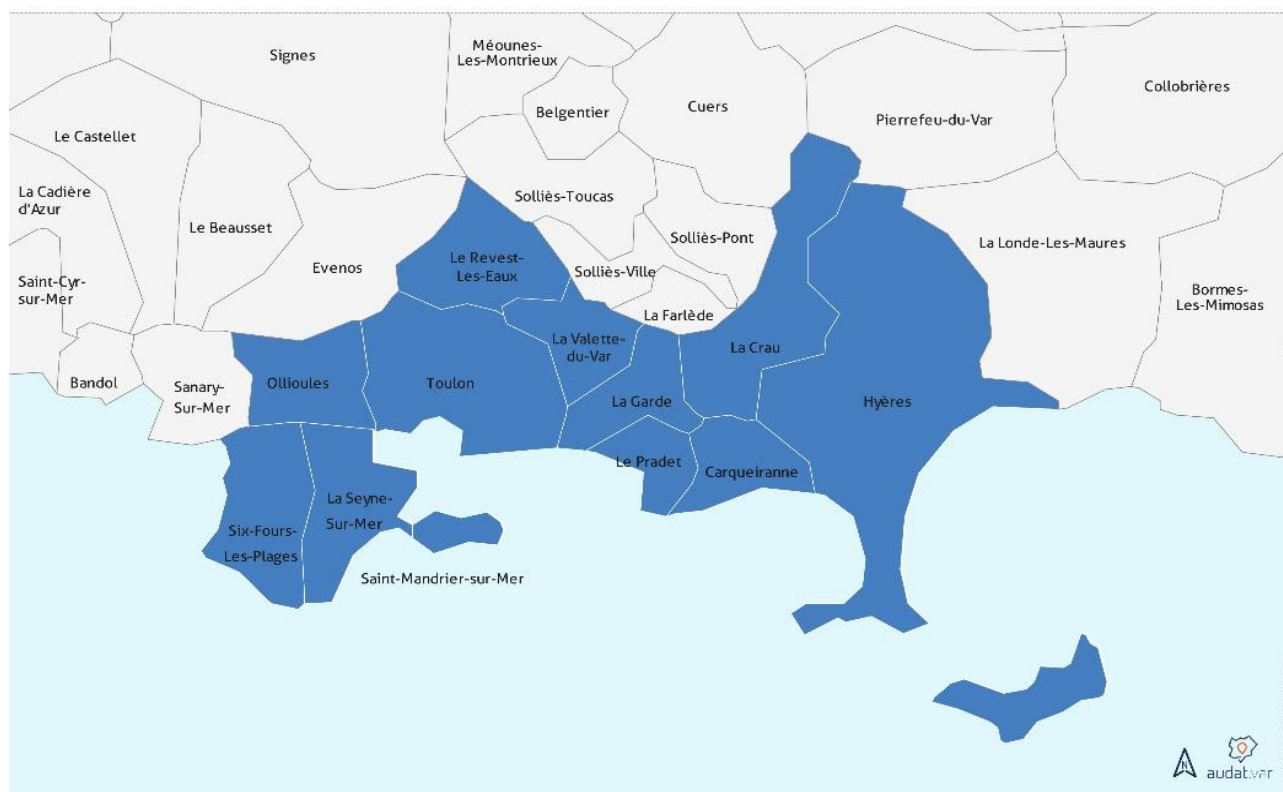 Signes
Méounes-
Les-Montrieux
Belgentier
Cuers
Collobrières
Pierrefeu-du-Var
Le Castellet
La Cadière
d'Azur
Le Beausset
Solliès-Toucas
Evenos
Solliès-Pont
La Londe-Les-Maures
Le Revest-
Les-Eaux
Solliès-Ville
Saint-Cyr-
sur-Mer
Bormes-
Les-Mimosas
La Farlède
La Valette-
du-Var
La Crau
Bandol
Sanary-
Sur-Mer
Ollioules
Toulon
La Garde
Hyères
Le Pradet
Carqueiranne
La Seyne-
Sur-Mer
Six-Fours-
Les-Plages
Saint-Mandrier-sur-Mer
N
audat.var